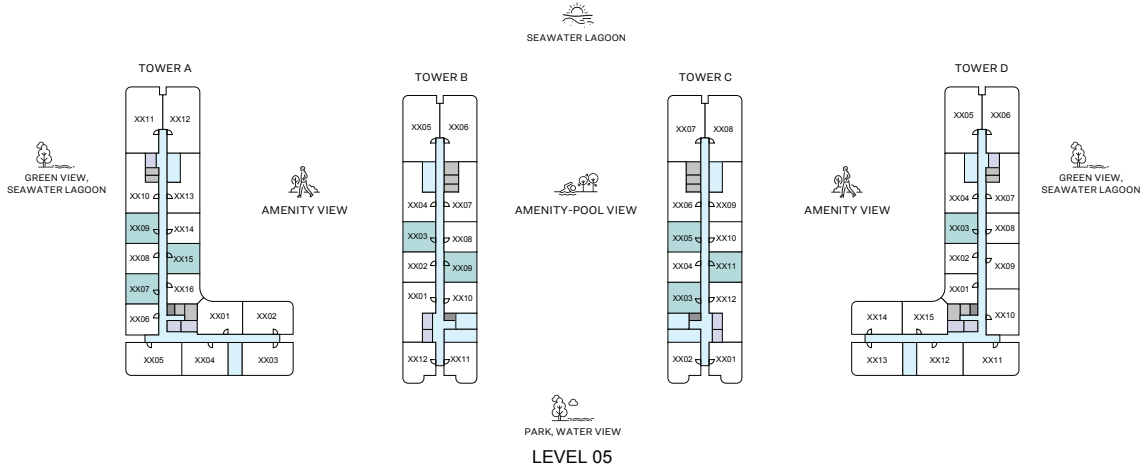 SEAWATER LAGOON
TOWER A
TOWER B
TOWER C
TOWER D
XX11 XX12
XX10 XX13
XX09 XX14
XX08 XX15
XX07 XX16
XX06 XX01 XX02
XX05 XX04 XX03
XX05 XX06
XX04 XX07
XX03 XX08
XX02 XX09
XX01 XX10
XX12 XX11
XX07 XX08
XX06 XX09
XX05 XX10
XX04 XX11
XX03 XX12
XX02 XX01
XX05 XX06
XX04 XX07
XX03 XX08
XX02 XX09
XX01
XX14 XX15 XX10
XX13 XX12 XX11
GREEN VIEW,
SEAWATER LAGOON
AMENITY VIEW
AMENITY-POOL VIEW
AMENITY VIEW
GREEN VIEW,
SEAWATER LAGOON
PARK, WATER VIEW
LEVEL 05